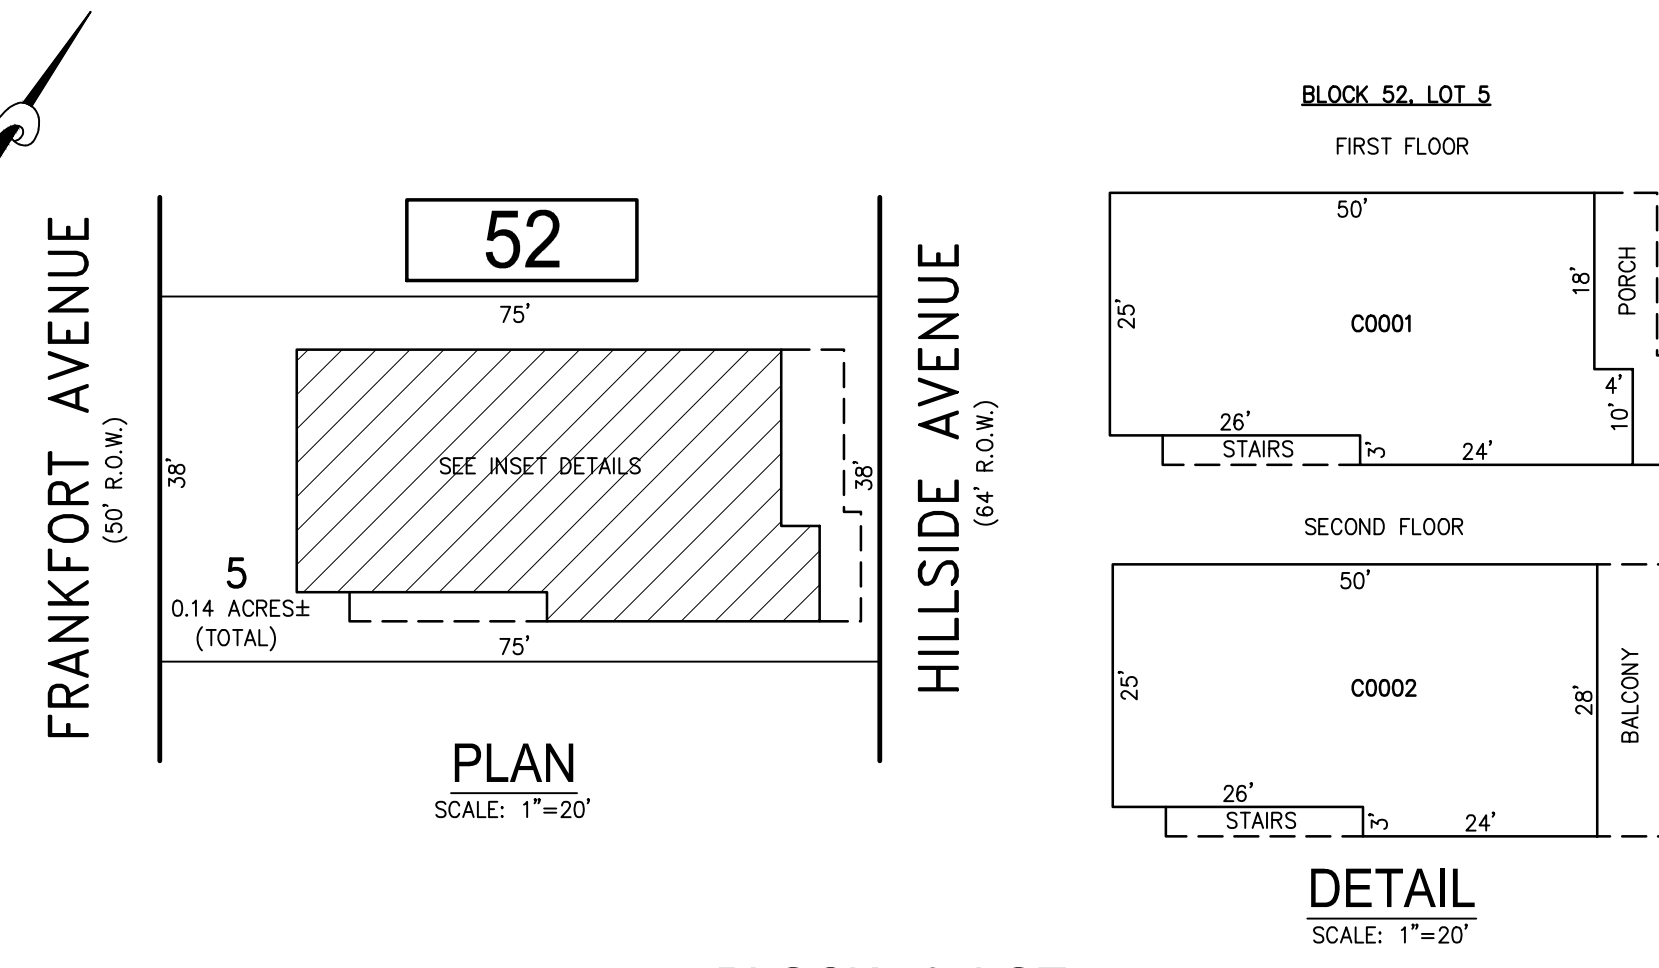 BLOCK 52, LOT 5
FIRST FLOOR
50'
25'
C0001
18'
PORCH
4'
10'
26'
STAIRS
3'
24'
SECOND FLOOR
50'
25'
C0002
28'
BALCONY
26'
STAIRS
3'
24'
DETAIL
SCALE: 1"=20'
FRANKFORT AVENUE
(50' R.O.W.)
52
75'
38'
SEE INSET DETAILS
38'
5
0.14 ACRES±
(TOTAL)
75'
HILLSIDE AVENUE
(64' R.O.W.)
PLAN
SCALE: 1"=20'